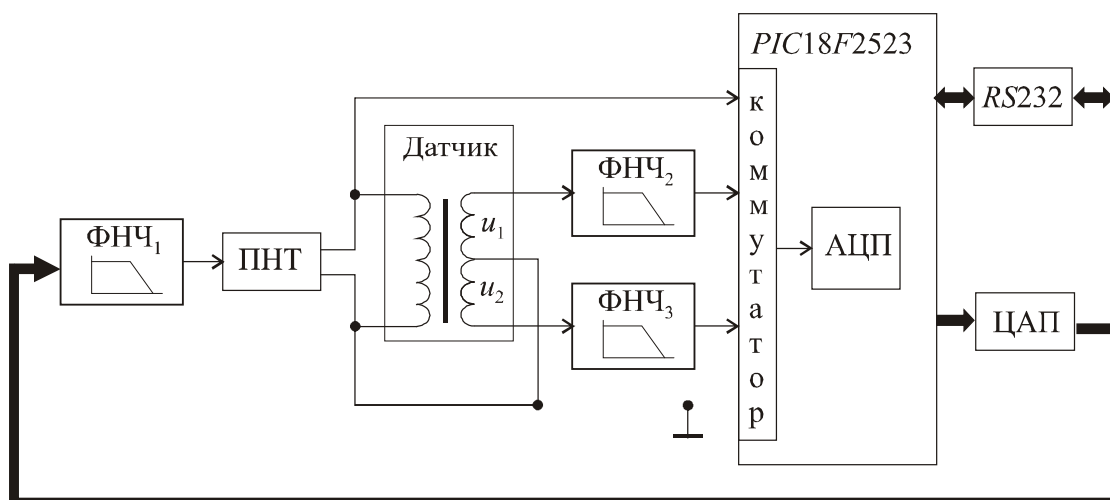 PIC18F2523
RS232
Датчик
ФНЧ₂
ФНЧ₁
ПНТ
u₁
u₂
коммутатор
АЦП
ФНЧ₃
ЦАП